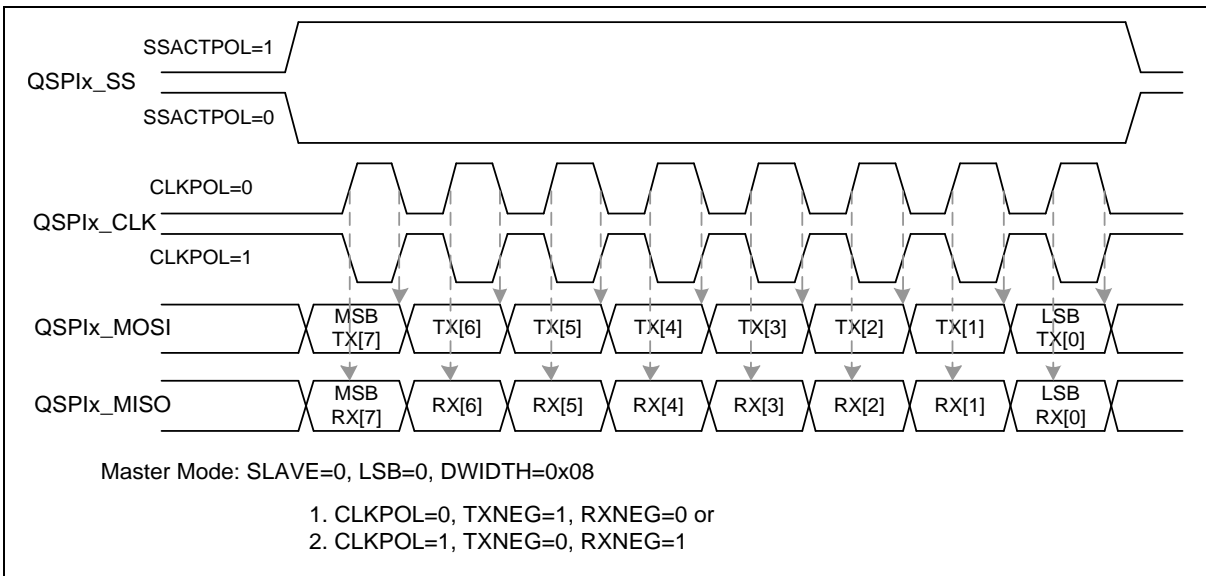 SSACTPOL=1
QSPIx_SS
SSACTPOL=0
CLKPOL=0
QSPIx_CLK
CLKPOL=1
QSPIx_MOSI
MSB TX[6] TX[5] TX[4] TX[3] TX[2] TX[1] LSB
TX[7] TX[0]
QSPIx_MISO
MSB RX[6] RX[5] RX[4] RX[3] RX[2] RX[1] LSB
RX[7] RX[0]
Master Mode: SLAVE=0, LSB=0, DWIDTH=0x08
1. CLKPOL=0, TXNEG=1, RXNEG=0 or
2. CLKPOL=1, TXNEG=0, RXNEG=1